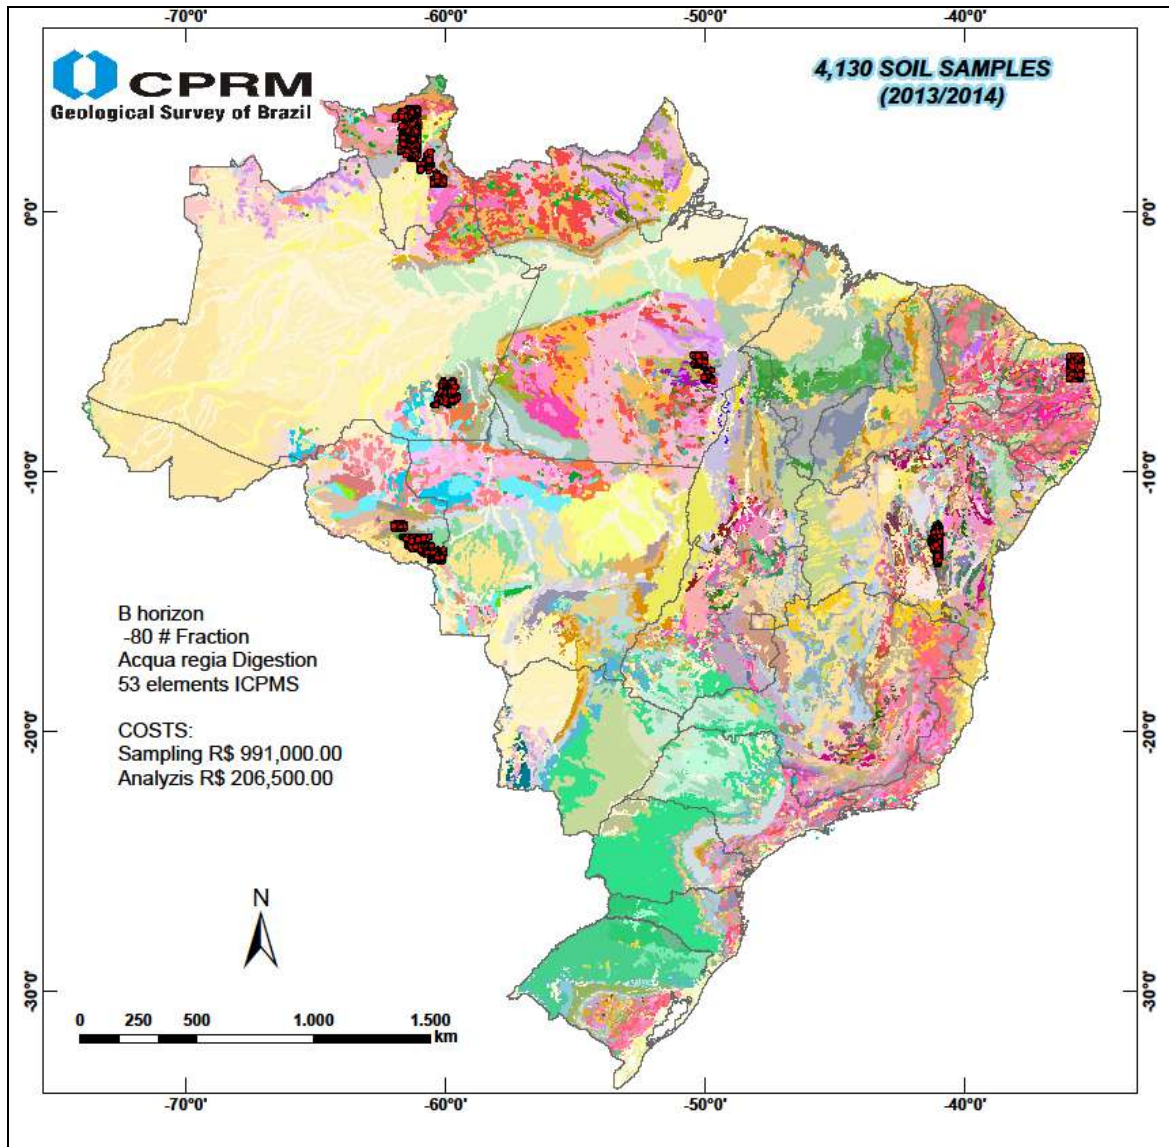 -70°0' -60°0' -50°0' -40°0'
CPRM
Geological Survey of Brazil
4,130 SOIL SAMPLES
(2013/2014)
0°0' 0°0'
-10°0' -10°0'
B horizon
-80 # Fraction
Acqua regia Digestion
53 elements ICPMS
COSTS:
Sampling R$ 991,000.00
Analyzis R$ 206,500.00
-20°0' -20°0'
N
-30°0' -30°0'
0 250 500 1.000 1.500
km
-70°0' -60°0' -50°0' -40°0'